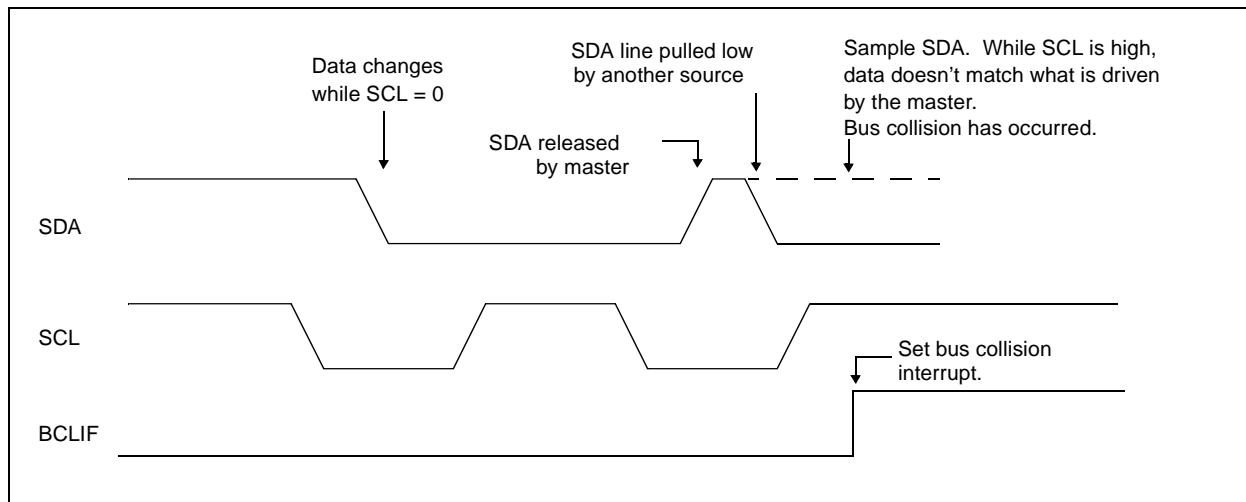 Data changes
while SCL = 0
SDA line pulled low
by another source
Sample SDA. While SCL is high,
data doesn't match what is driven
by the master.
Bus collision has occurred.
SDA released
by master
SDA
SCL
Set bus collision
interrupt.
BCLIF